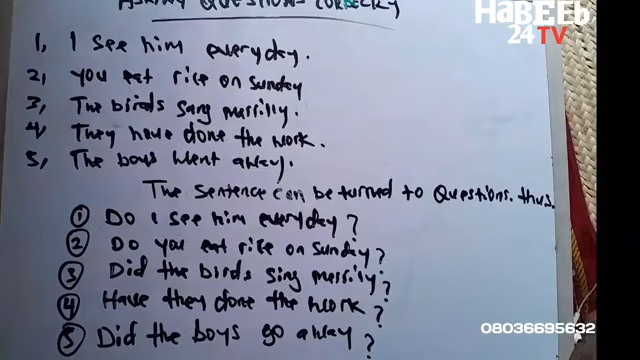 ASKING QUESTIONS CORRECTLY
HABEEB
24 TV
1, I see him everyday.
2, you eat rice on Sunday
3, The birds sang merrily.
4, They have done the work.
5, The boys went away.
The sentence can be turned to Questions. thus.
① Do I see him everyday?
② Do you eat rice on Sunday?
③ Did the birds sing merrily?
④ Have they done the work?
⑤ Did the boys go away?
08036695632